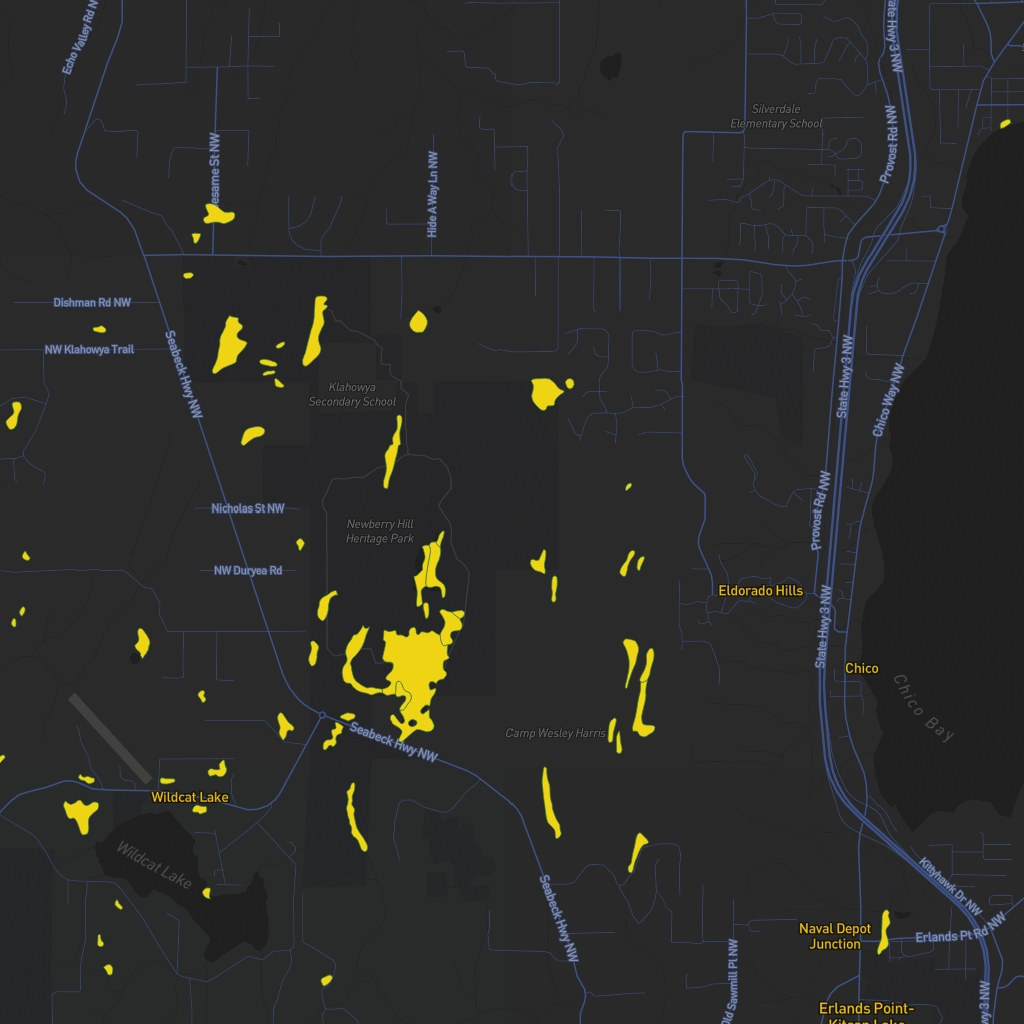 Echo Valley Rd N
State Hwy 3 NW
Silverdale
Elementary School
Provost Rd NW
Sesame St NW
Hide A Way Ln NW
Dishman Rd NW
NW Klahowya Trail
Seabeck Hwy NW
Klahowya
Secondary School
State Hwy 3 NW
Chico Way NW
Nicholas St NW
Newberry Hill
Heritage Park
Provost Rd NW
NW Duryea Rd
Eldorado Hills
State Hwy 3 NW
Chico
Chico Bay
Camp Wesley Harris
Seabeck Hwy NW
Wildcat Lake
Wildcat Lake
Kittyhawk Dr NW
Seabeck Hwy NW
Naval Depot
Junction
Erlands Pt Rd NW
Old Sawmill Pl NW
Hwy 3 NW
Erlands Point-
Kitsap Lake